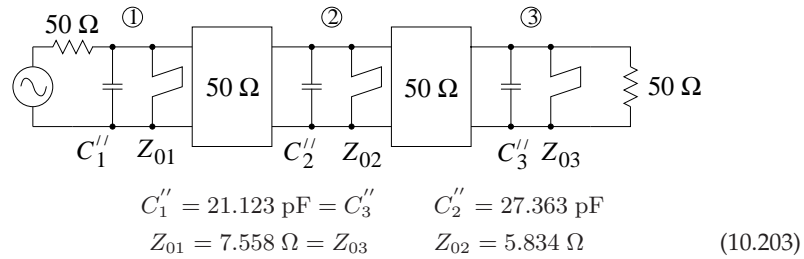 ① ② ③
50 Ω
50 Ω 50 Ω 50 Ω
C₁′′ Z₀₁ C₂′′ Z₀₂ C₃′′ Z₀₃
C₁′′ = 21.123 pF = C₃′′ C₂′′ = 27.363 pF
Z₀₁ = 7.558 Ω = Z₀₃ Z₀₂ = 5.834 Ω (10.203)